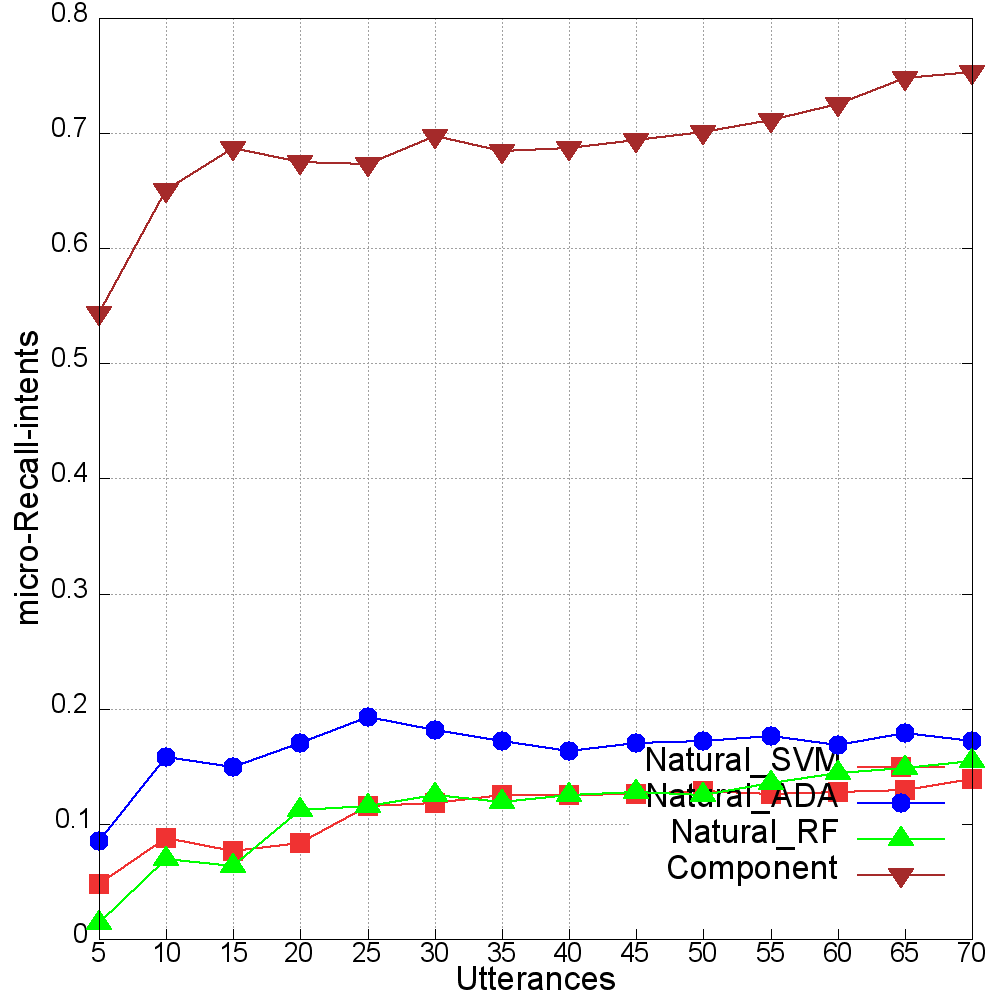 0.8
0.7
0.6
0.5
0.4
0.3
0.2
0.1
0
micro-Recall-intents
Natural_SVM
Natural_ADA
Natural_RF
Component
5 10 15 20 25 30 35 40 45 50 55 60 65 70
Utterances